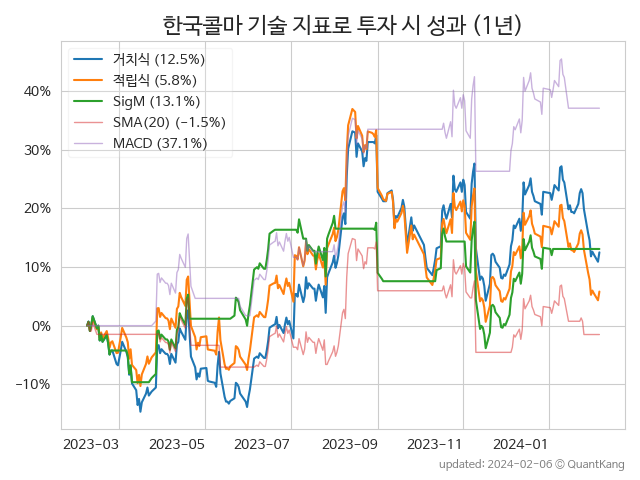 한국콜마 기술 지표로 투자 시 성과 (1년)
거치식 (12.5%)
적립식 (5.8%)
SigM (13.1%)
SMA(20) (−1.5%)
MACD (37.1%)
40%
30%
20%
10%
0%
−10%
2023-03 2023-05 2023-07 2023-09 2023-11 2024-01
updated: 2024-02-06 © QuantKang